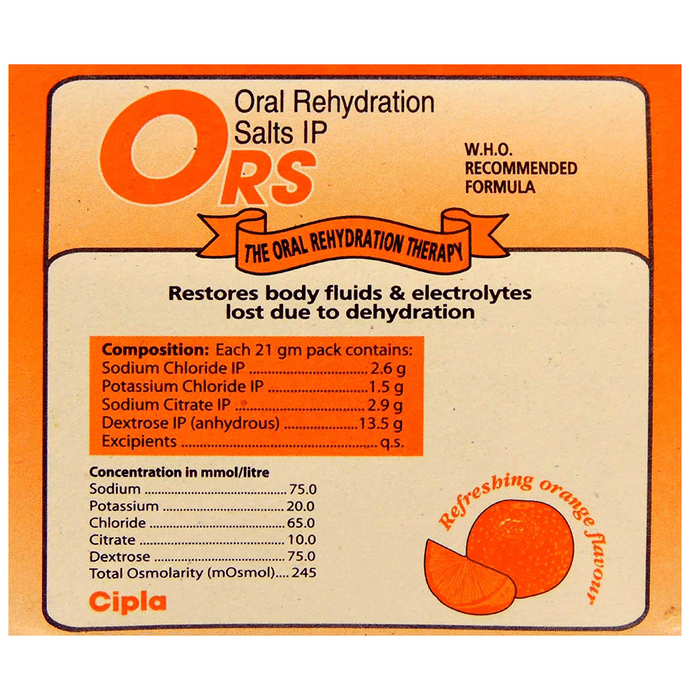 ORS
Oral Rehydration
Salts IP
W.H.O.
RECOMMENDED
FORMULA
THE ORAL REHYDRATION THERAPY
Restores body fluids & electrolytes
lost due to dehydration
Composition: Each 21 gm pack contains:
Sodium Chloride IP ................................ 2.6 g
Potassium Chloride IP .......................... 1.5 g
Sodium Citrate IP ................................... 2.9 g
Dextrose IP (anhydrous) ..................... 13.5 g
Excipients ................................................ q.s.
Concentration in mmol/litre
Sodium ............................... 75.0
Potassium ........................... 20.0
Chloride .............................. 65.0
Citrate ................................. 10.0
Dextrose ............................. 75.0
Total Osmolarity (mOsmol).... 245
Refreshing orange flavour
Cipla